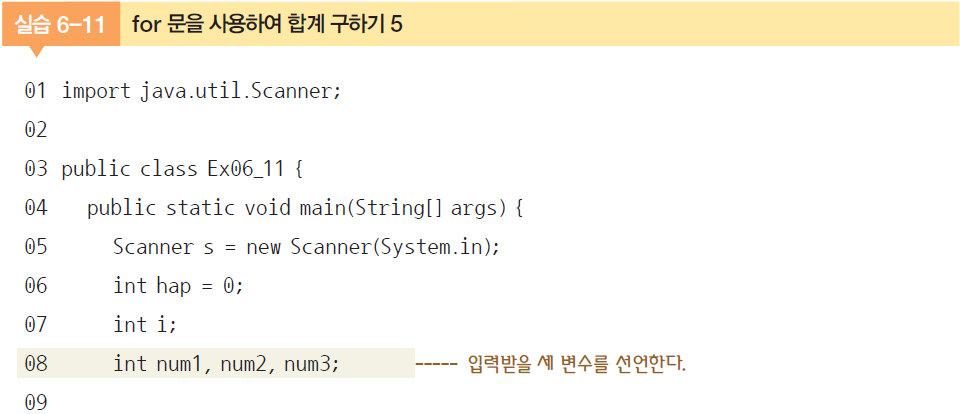 실습 6-11 for 문을 사용하여 합계 구하기 5
01 import java.util.Scanner;
02
03 public class Ex06_11 {
04 public static void main(String[] args) {
05 Scanner s = new Scanner(System.in);
06 int hap = 0;
07 int i;
08 int num1, num2, num3; ----- 입력받을 세 변수를 선언한다.
09